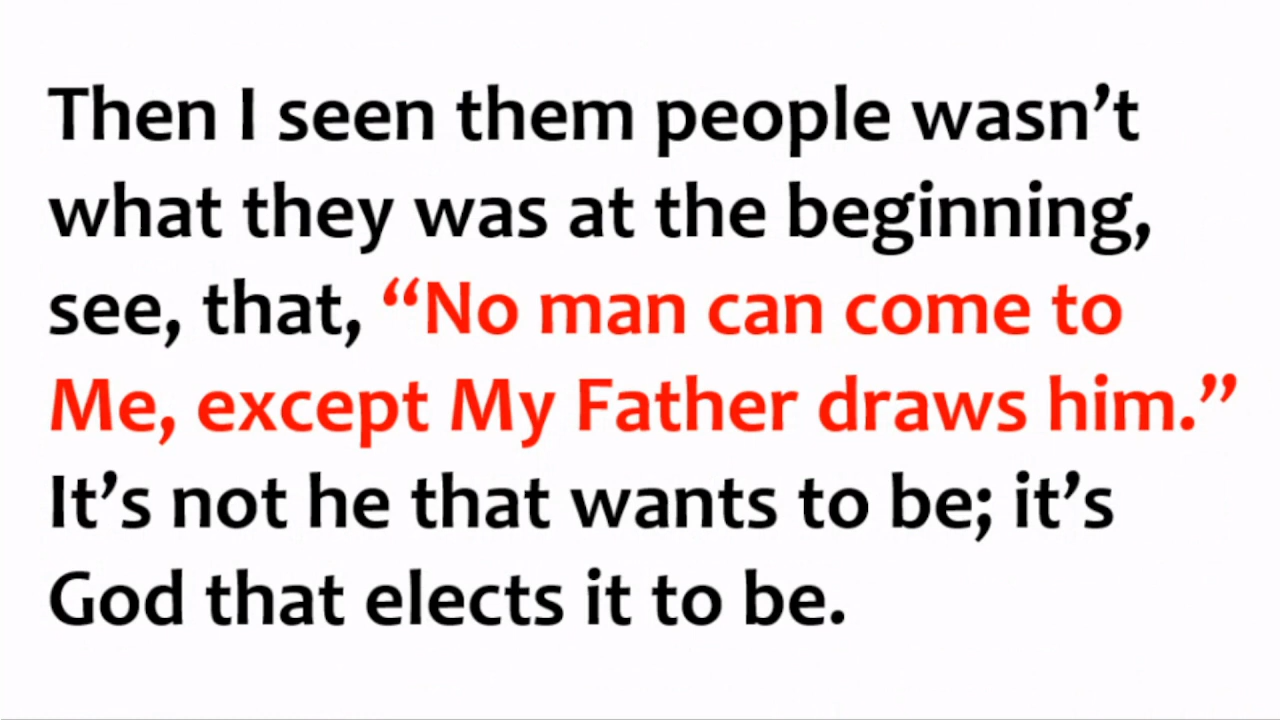 Then I seen them people wasn’t
what they was at the beginning,
see, that, “No man can come to
Me, except My Father draws him.”
It’s not he that wants to be; it’s
God that elects it to be.